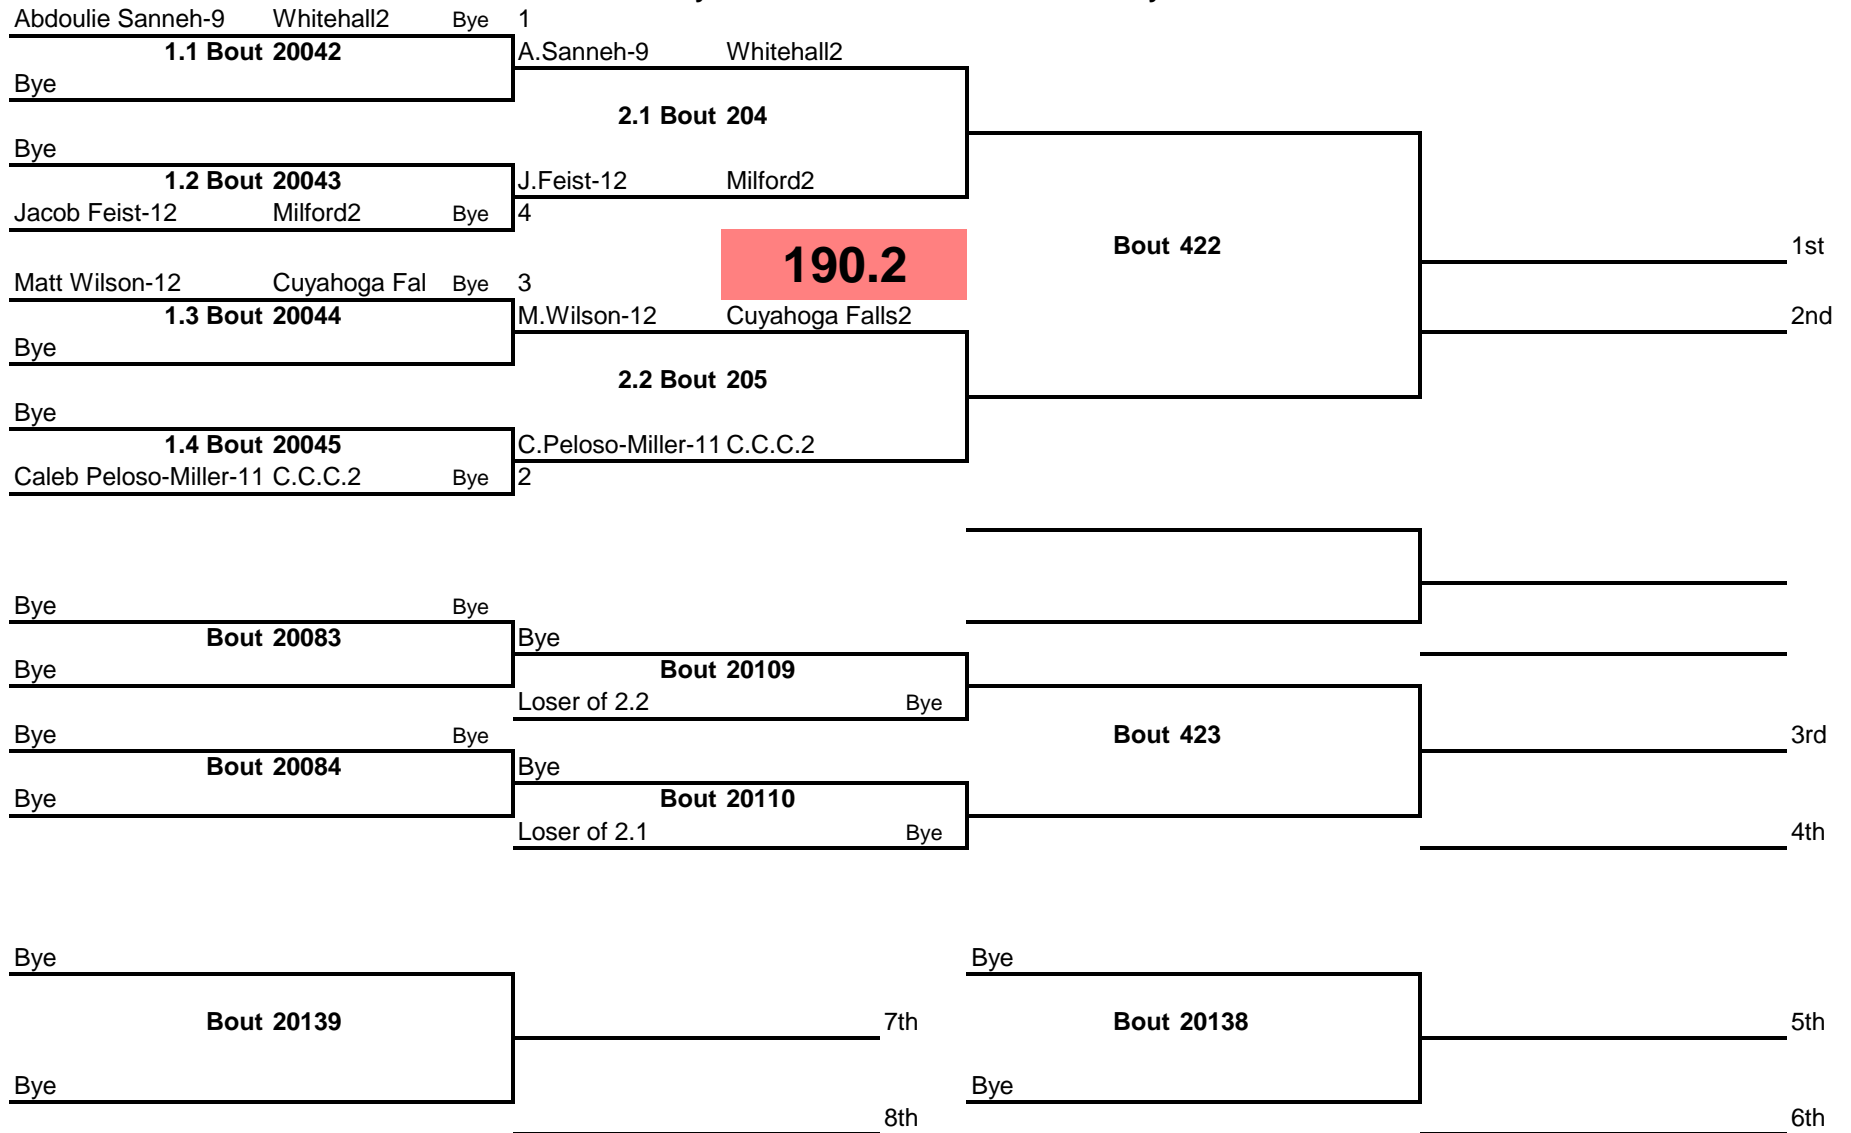 Abdoulie Sanneh-9 Whitehall2 Bye 1
1.1 Bout 20042 A.Sanneh-9 Whitehall2
Bye
2.1 Bout 204
Bye
1.2 Bout 20043 J.Feist-12 Milford2
Jacob Feist-12 Milford2 Bye 4
Bout 422 1st
190.2
Matt Wilson-12 Cuyahoga Fal Bye 3
1.3 Bout 20044 M.Wilson-12 Cuyahoga Falls2 2nd
Bye
2.2 Bout 205
Bye
1.4 Bout 20045 C.Peloso-Miller-11 C.C.C.2
Caleb Peloso-Miller-11 C.C.C.2 Bye 2
Bye Bye
Bout 20083 Bye
Bye Bout 20109
Loser of 2.2 Bye
Bye Bye Bout 423 3rd
Bout 20084 Bye
Bye Bout 20110
Loser of 2.1 Bye 4th
Bye Bye
Bout 20139 7th Bout 20138 5th
Bye Bye
8th 6th